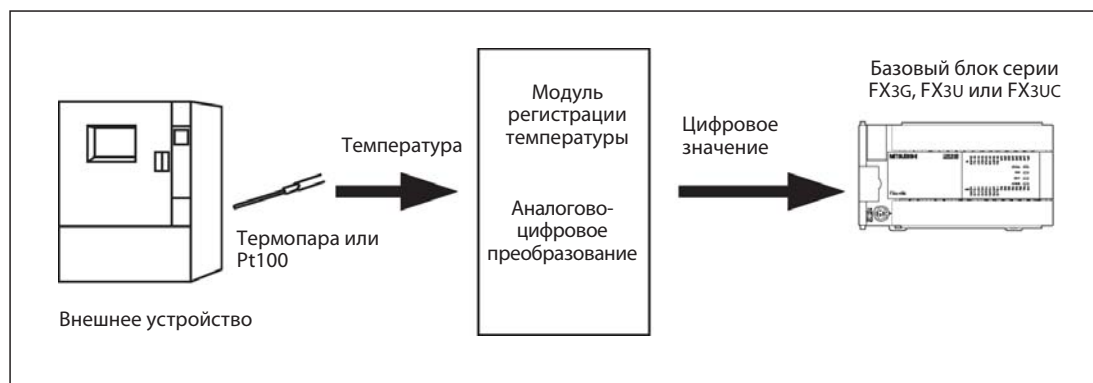 Базовый блок серии
FX3G, FX3U или FX3UC
Модуль
регистрации
температуры
Температура
Цифровое
значение
MITSUBISHI
Аналогово-
цифровое
преобразование
Термопара или
Pt100
Внешнее устройство